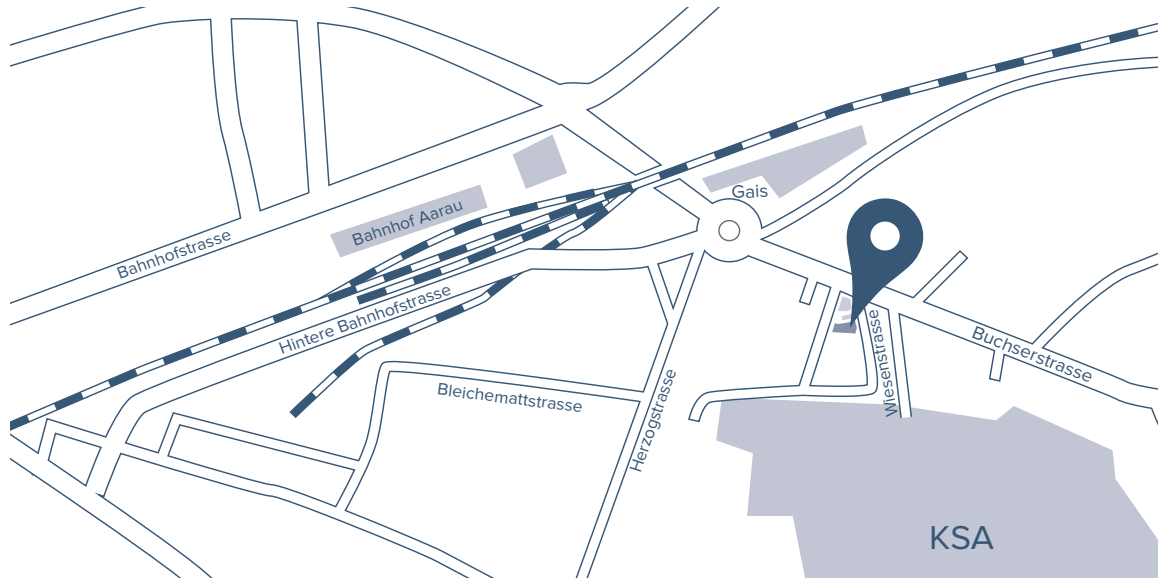 Gais
Bahnhof Aarau
Bahnhofstrasse
Hintere Bahnhofstrasse
Buchserstrasse
Wiesenstrasse
Bleichemattstrasse
Herzogstrasse
KSA